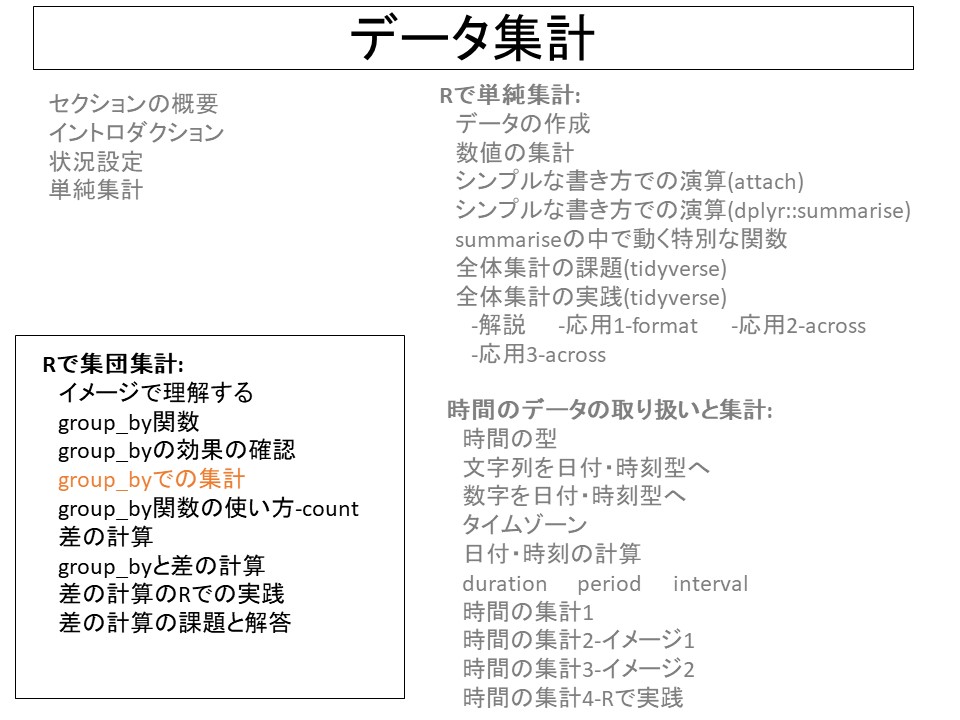 データ集計
セクションの概要
イントロダクション
状況設定
単純集計
Rで単純集計:
データの作成
数値の集計
シンプルな書き方での演算(attach)
シンプルな書き方での演算(dplyr::summarise)
summariseの中で動く特別な関数
全体集計の課題(tidyverse)
全体集計の実践(tidyverse)
-解説 -応用1-format -応用2-across
-応用3-across
Rで集団集計:
イメージで理解する
group_by関数
group_byの効果の確認
group_byでの集計
group_by関数の使い方-count
差の計算
group_byと差の計算
差の計算のRでの実践
差の計算の課題と解答
時間のデータの取り扱いと集計:
時間の型
文字列を日付・時刻型へ
数字を日付・時刻型へ
タイムゾーン
日付・時刻の計算
duration period interval
時間の集計1
時間の集計2-イメージ1
時間の集計3-イメージ2
時間の集計4-Rで実践